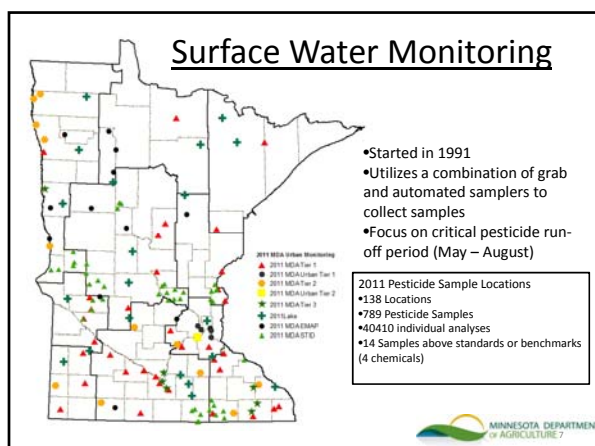 Surface Water Monitoring
•Started in 1991
•Utilizes a combination of grab
and automated samplers to
collect samples
•Focus on critical pesticide run-
off period (May – August)
2011 MDA Urban Monitoring
2011 MDA Tier 1
2011 MDA Urban Tier 1
2011 MDA Tier 2
2011 MDA Urban Tier 2
2011 MDA Tier 3
2011 Lake
2011 MDA EMAP
2011 MDA STID
2011 Pesticide Sample Locations
•138 Locations
•789 Pesticide Samples
•40410 individual analyses
•14 Samples above standards or benchmarks
(4 chemicals)
MINNESOTA DEPARTMEN
OF AGRICULTURE 7